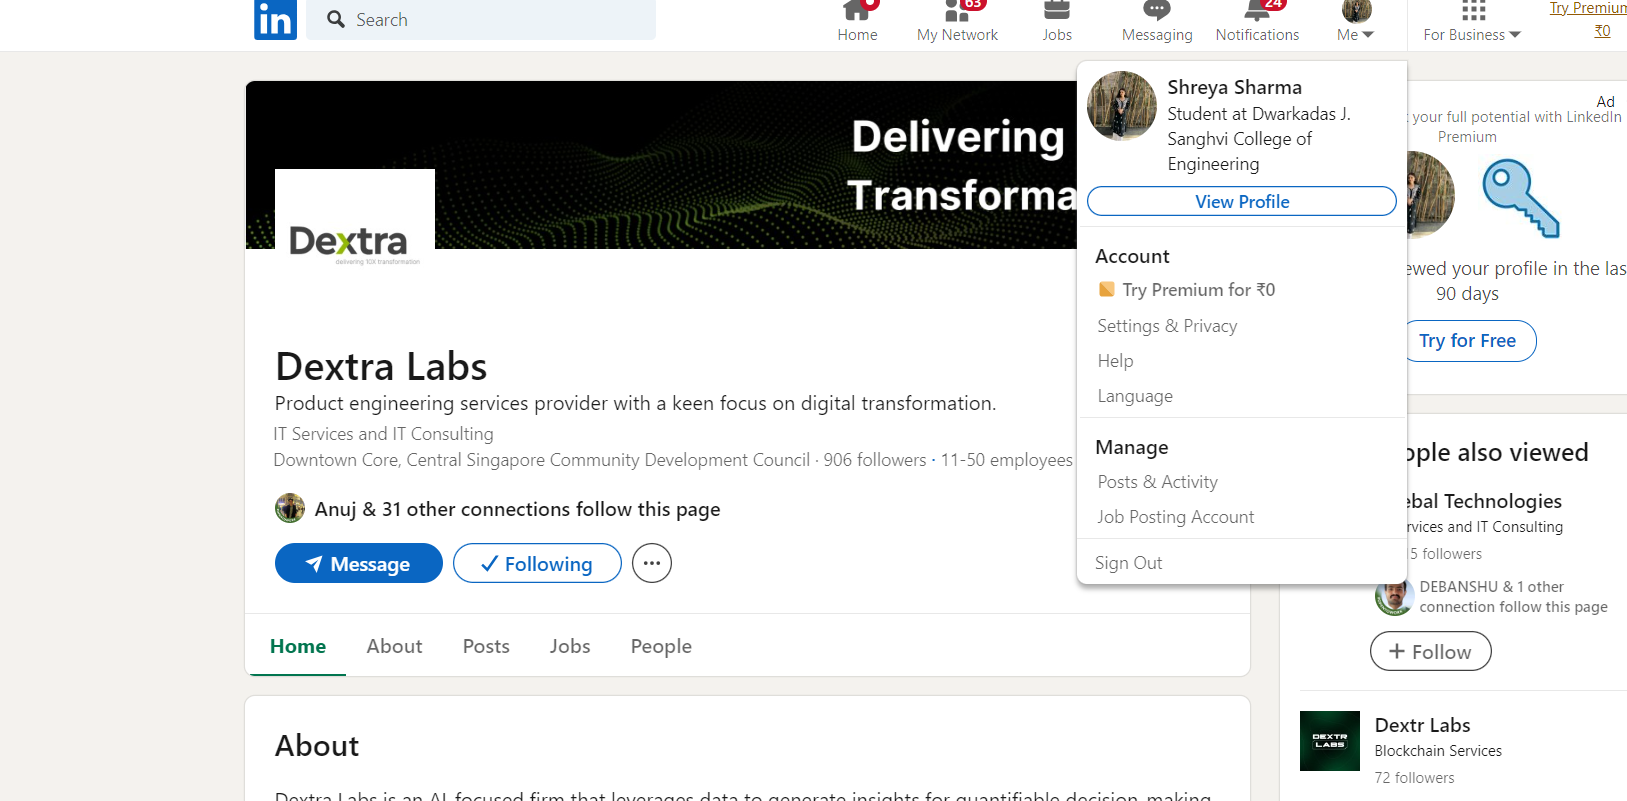 in
Search
Home
63
My Network
Jobs
Messaging
24
Notifications
Me
For Business
Try Premium
₹0
Delivering
Transforma
Dextra
delivering 10X transformation
Dextra Labs
Product engineering services provider with a keen focus on digital transformation.
IT Services and IT Consulting
Downtown Core, Central Singapore Community Development Council · 906 followers · 11-50 employees
Anuj & 31 other connections follow this page
Message
Following
Home
About
Posts
Jobs
People
About
Dextra Labs is an AI-focused firm that leverages data to generate insights for quantifiable decision-making
Shreya Sharma
Student at Dwarkadas J.
Sanghvi College of
Engineering
View Profile
Account
Try Premium for ₹0
Settings & Privacy
Help
Language
Manage
Posts & Activity
Job Posting Account
Sign Out
Ad
your full potential with LinkedIn
Premium
ewed your profile in the las
90 days
Try for Free
ople also viewed
ebal Technologies
rvices and IT Consulting
5 followers
DEBANSHU & 1 other
connection follow this page
Follow
DEXTR
LABS
Dextr Labs
Blockchain Services
72 followers